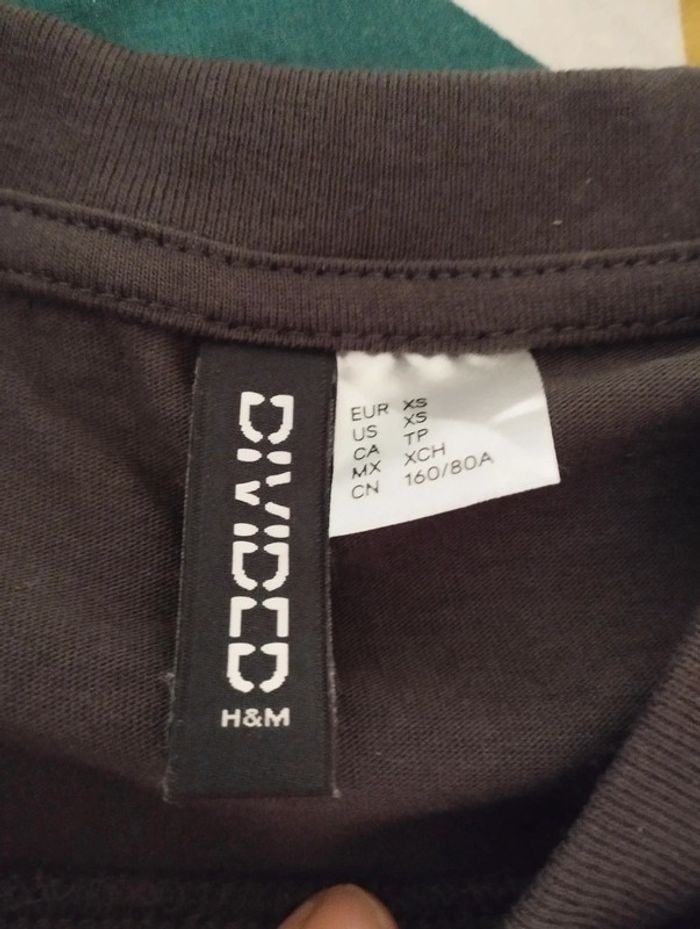 DIVIDED
H&M
EUR XS
US XS
CA TP
MX XCH
CN 160/80A